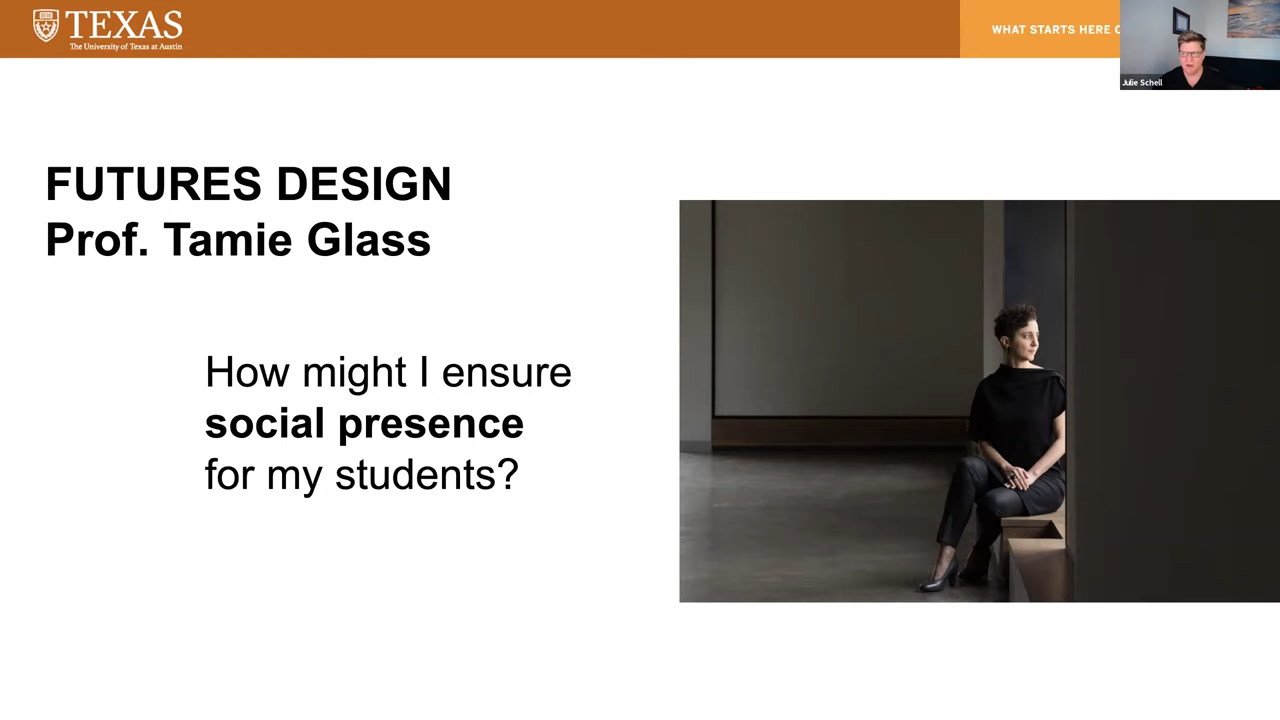 TEXAS
The University of Texas at Austin
WHAT STARTS HERE
Julie Schell
FUTURES DESIGN
Prof. Tamie Glass
How might I ensure
social presence
for my students?